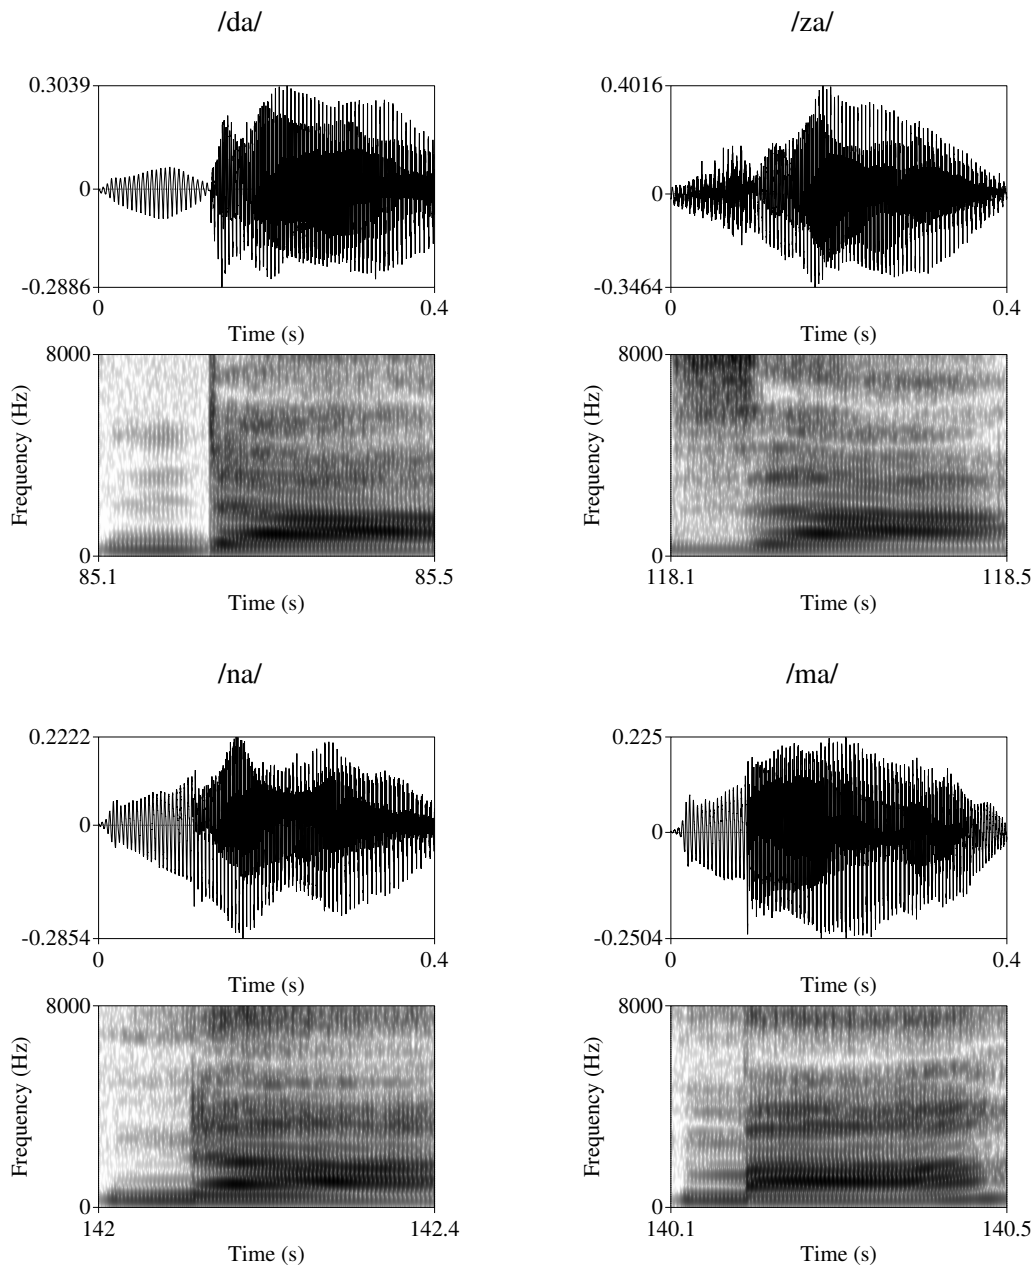 /da/
/za/
0.3039
0
-0.2886
0
0.4
Time (s)
0.4016
0
-0.3464
0
0.4
Time (s)
8000
Frequency (Hz)
0
85.1
85.5
Time (s)
8000
Frequency (Hz)
0
118.1
118.5
Time (s)
/na/
/ma/
0.2222
0
-0.2854
0
0.4
Time (s)
0.225
0
-0.2504
0
0.4
Time (s)
8000
Frequency (Hz)
0
142
142.4
Time (s)
8000
Frequency (Hz)
0
140.1
140.5
Time (s)